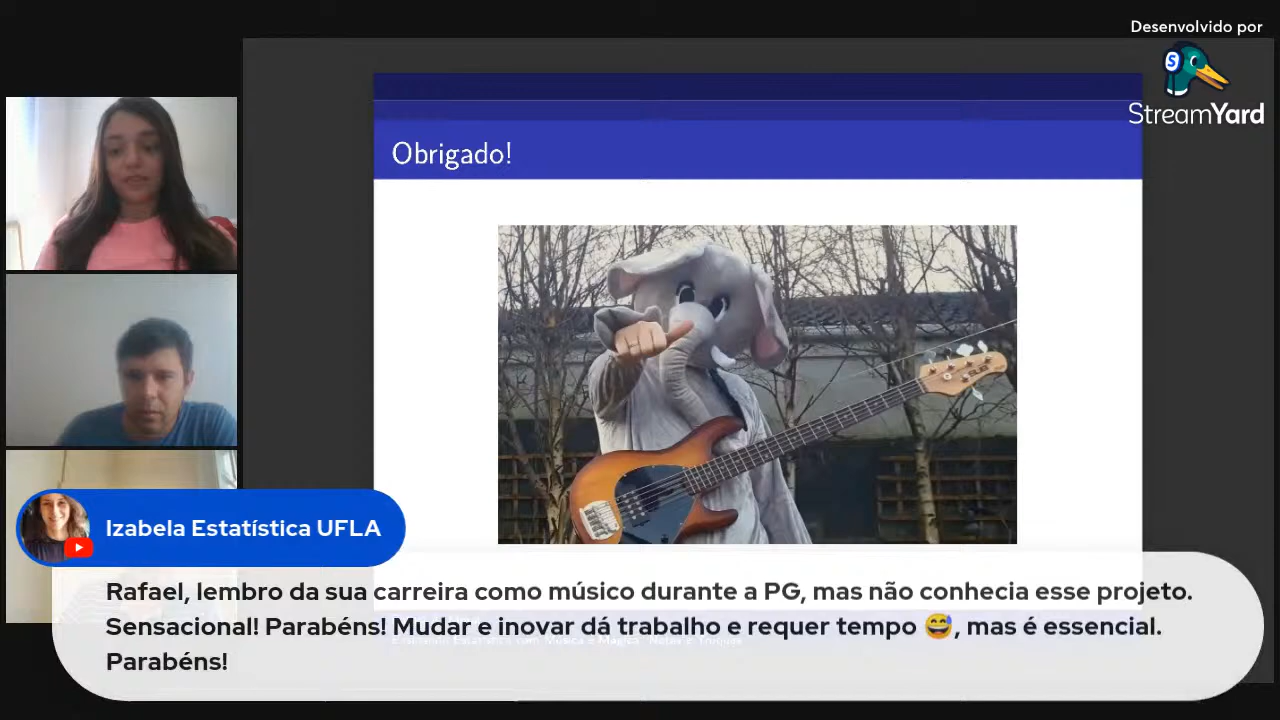 Desenvolvido por
StreamYard
Obrigado!
Izabela Estatística UFLA
Rafael, lembro da sua carreira como músico durante a PG, mas não conhecia esse projeto.
Sensacional! Parabéns! Mudar e inovar dá trabalho e requer tempo 😅, mas é essencial.
Parabéns!